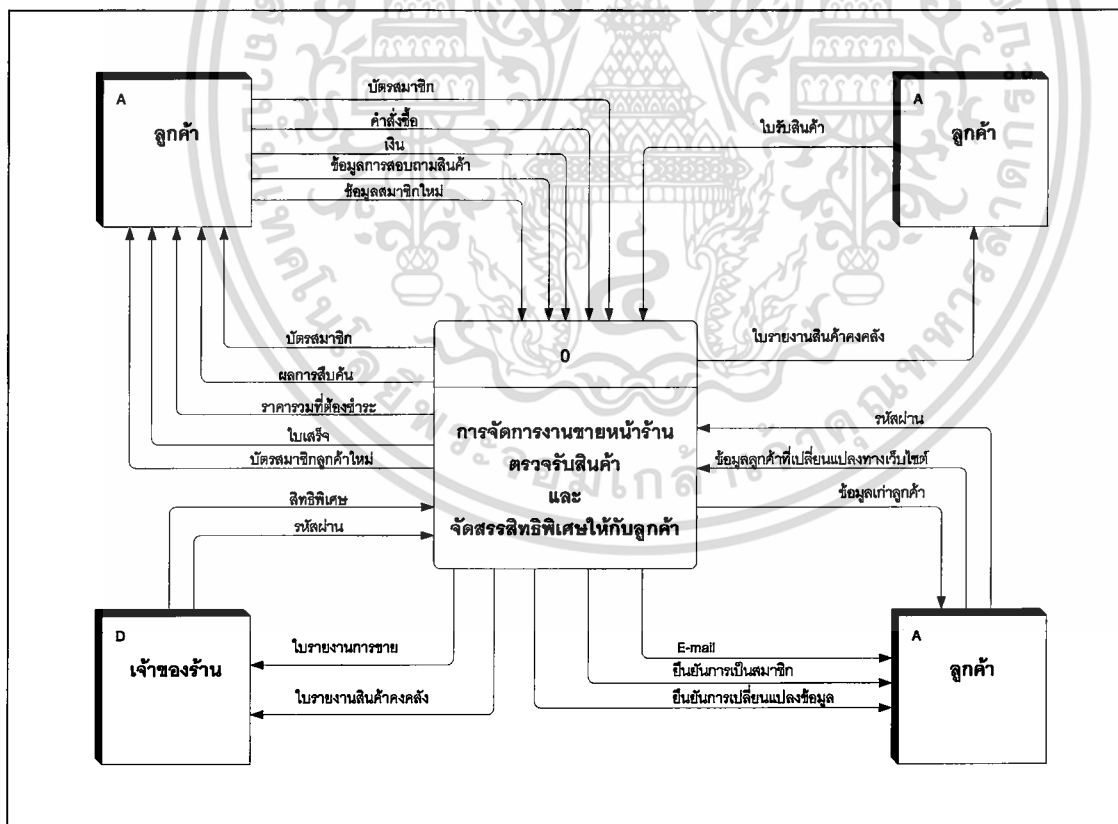 A
ลูกค้า
บัตรสมาชิก
คำสั่งซื้อ
เงิน
ข้อมูลการสอบถามสินค้า
ข้อมูลสมาชิกใหม่
A
ลูกค้า
ใบรับสินค้า
บัตรสมาชิก
ผลการสืบค้น
ราคารวมที่ต้องชำระ
ใบเสร็จ
บัตรสมาชิกลูกค้าใหม่
สิทธิพิเศษ
รหัสผ่าน
0
การจัดการงานขายหน้าร้าน
ตรวจรับสินค้า
และ
จัดสรรสิทธิพิเศษให้กับลูกค้า
ใบรายงานสินค้าคงคลัง
รหัสผ่าน
ข้อมูลลูกค้าที่เปลี่ยนแปลงทางเว็บไซต์
ข้อมูลเก่าลูกค้า
D
เจ้าของร้าน
ใบรายงานการขาย
ใบรายงานสินค้าคงคลัง
E-mail
ยืนยันการเป็นสมาชิก
ยืนยันการเปลี่ยนแปลงข้อมูล
A
ลูกค้า